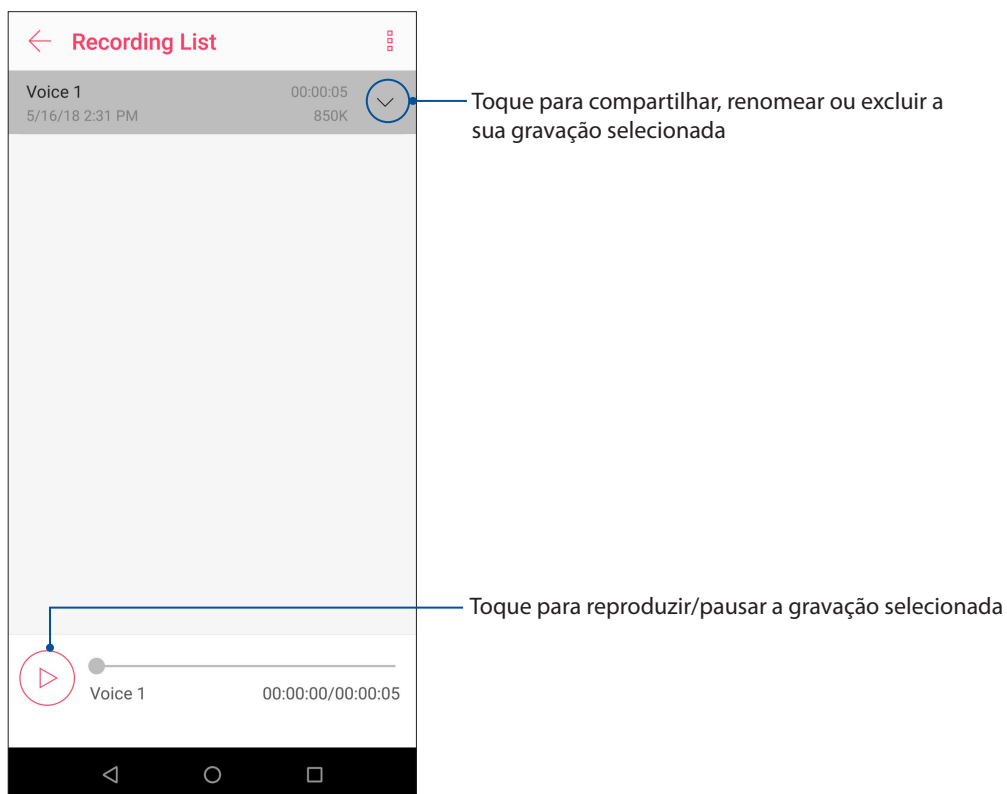 Recording List
Voice 1
00:00:05
5/16/18 2:31 PM
850K
Toque para compartilhar, renomear ou excluir a
sua gravação selecionada
Toque para reproduzir/pausar a gravação selecionada
Voice 1
00:00:00/00:00:05